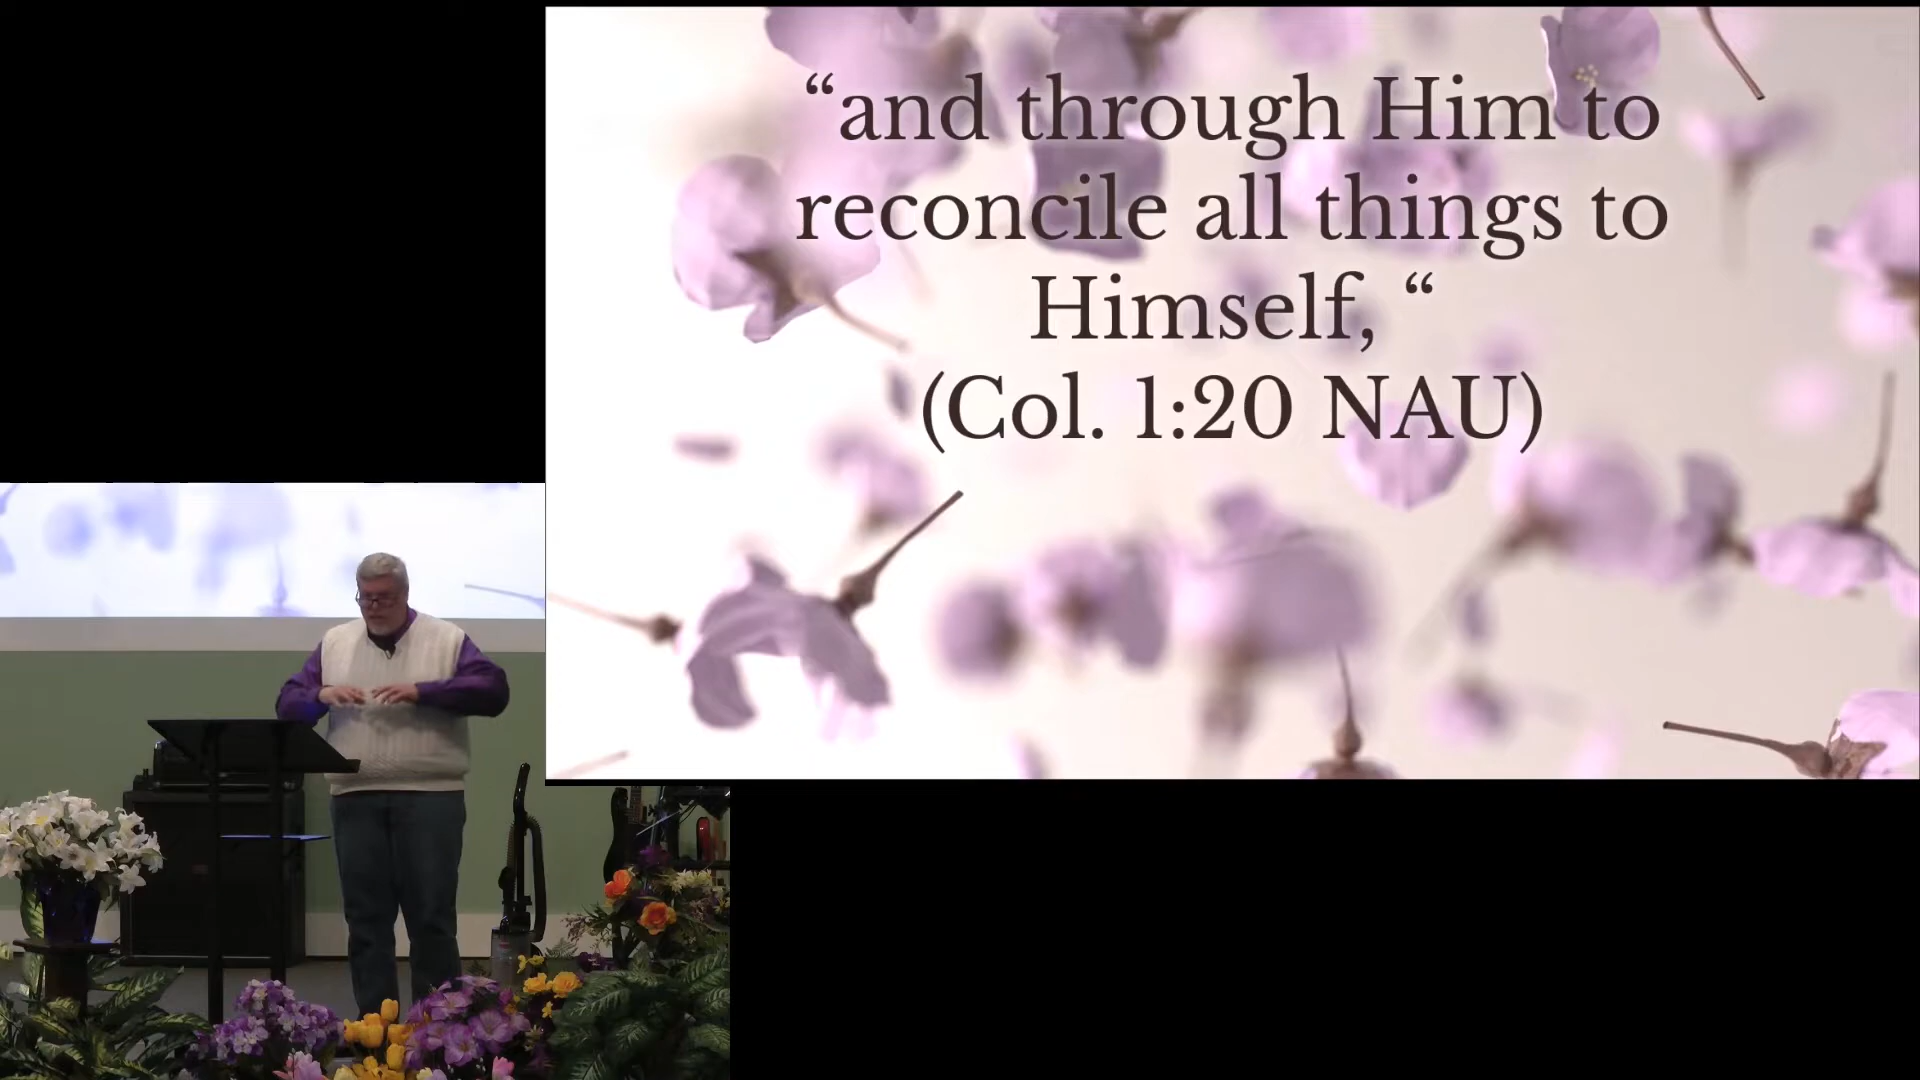 “and through Him to
reconcile all things to
Himself, “
(Col. 1:20 NAU)